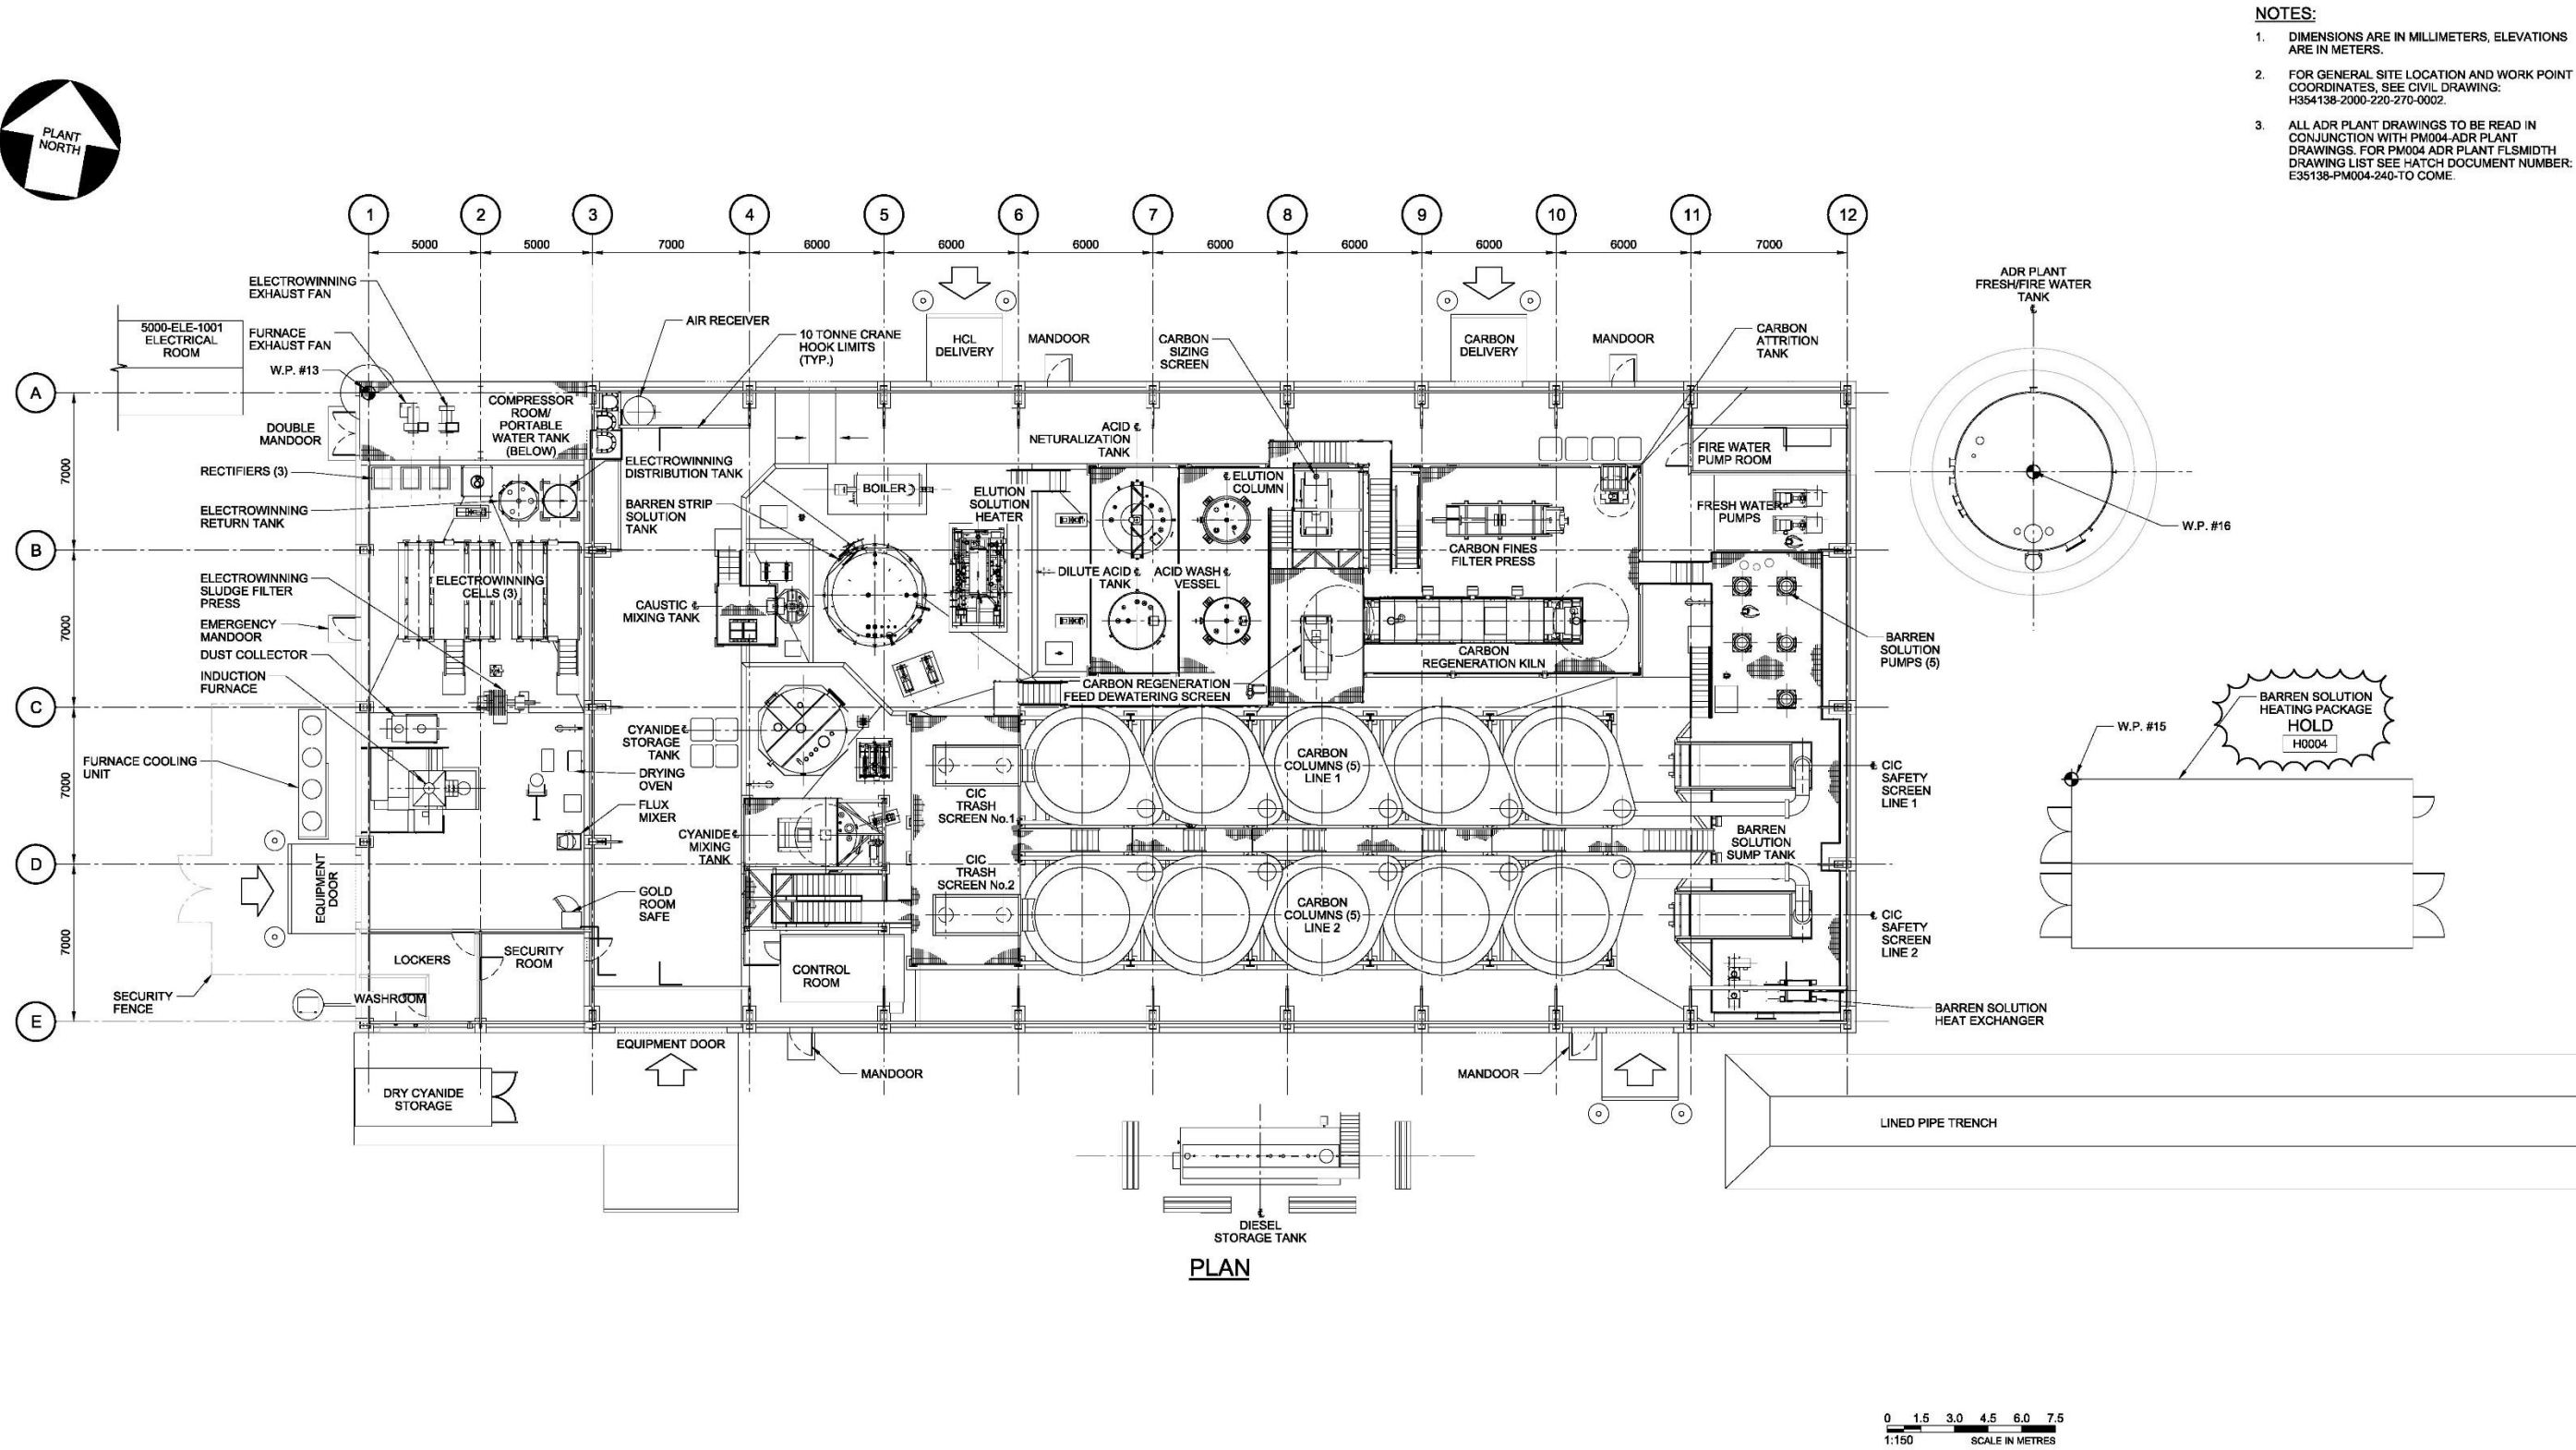 NOTES:
1. DIMENSIONS ARE IN MILLIMETERS, ELEVATIONS
ARE IN METERS.
2. FOR GENERAL SITE LOCATION AND WORK POINT
COORDINATES, SEE CIVIL DRAWING:
H354138-2000-220-270-0002.
3. ALL ADR PLANT DRAWINGS TO BE READ IN
CONJUNCTION WITH PM004-ADR PLANT
DRAWINGS. FOR PM004 ADR PLANT FLSMIDTH
DRAWING LIST SEE HATCH DOCUMENT NUMBER:
E35138-PM004-240-TO COME.
PLANT
NORTH
1 2 3 4 5 6 7 8 9 10 11 12
5000 5000 7000 6000 6000 6000 6000 6000 6000 6000 7000
A
B
C
D
E
7000
7000
7000
7000
ELECTROWINNING
EXHAUST FAN
5000-ELE-1001
ELECTRICAL
ROOM
FURNACE
EXHAUST FAN
W.P. #13
DOUBLE
MANDOOR
RECTIFIERS (3)
ELECTROWINNING
RETURN TANK
ELECTROWINNING
SLUDGE FILTER
PRESS
EMERGENCY
MANDOOR
DUST COLLECTOR
INDUCTION
FURNACE
FURNACE COOLING
UNIT
EQUIPMENT
DOOR
SECURITY
FENCE
COMPRESSOR
ROOM/
PORTABLE
WATER TANK
(BELOW)
ELECTROWINNING
CELLS (3)
LOCKERS
SECURITY
ROOM
WASHROOM
DRY CYANIDE
STORAGE
AIR RECEIVER
10 TONNE CRANE
HOOK LIMITS
(TYP.)
ELECTROWINNING
DISTRIBUTION TANK
BARREN STRIP
SOLUTION
TANK
CAUSTIC ℄
MIXING TANK
CYANIDE ℄
STORAGE
TANK
DRYING
OVEN
FLUX
MIXER
CYANIDE ℄
MIXING
TANK
GOLD
ROOM
SAFE
EQUIPMENT DOOR
CONTROL
ROOM
MANDOOR
HCL
DELIVERY
MANDOOR
BOILER
ELUTION
SOLUTION
HEATER
ACID ℄
NETURALIZATION
TANK
CARBON
SIZING
SCREEN
℄ ELUTION
COLUMN
DILUTE ACID ℄
TANK
ACID WASH ℄
VESSEL
CARBON REGENERATION
FEED DEWATERING SCREEN
CIC
TRASH
SCREEN No.1
CIC
TRASH
SCREEN No.2
CARBON
COLUMNS (5)
LINE 1
CARBON
COLUMNS (5)
LINE 2
CARBON
DELIVERY
MANDOOR
CARBON
ATTRITION
TANK
CARBON FINES
FILTER PRESS
CARBON
REGENERATION KILN
FIRE WATER
PUMP ROOM
FRESH WATER
PUMPS
BARREN
SOLUTION
PUMPS (5)
℄ CIC
SAFETY
SCREEN
LINE 1
BARREN
SOLUTION
SUMP TANK
℄ CIC
SAFETY
SCREEN
LINE 2
BARREN SOLUTION
HEAT EXCHANGER
MANDOOR
ADR PLANT
FRESH/FIRE WATER
TANK
℄
W.P. #16
W.P. #15
BARREN SOLUTION
HEATING PACKAGE
HOLD
H0004
LINED PIPE TRENCH
℄
DIESEL
STORAGE TANK
PLAN
0 1.5 3.0 4.5 6.0 7.5
1:150 SCALE IN METRES